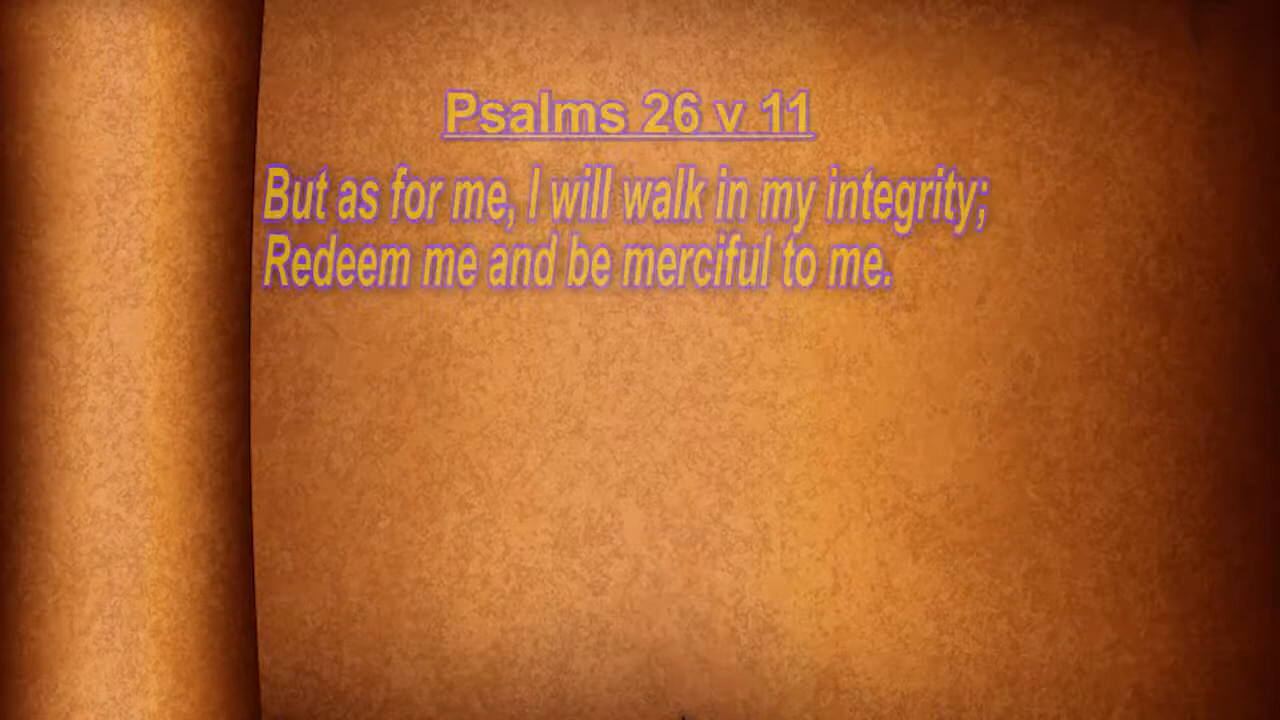 Psalms 26 v 11
But as for me, I will walk in my integrity;
Redeem me and be merciful to me.